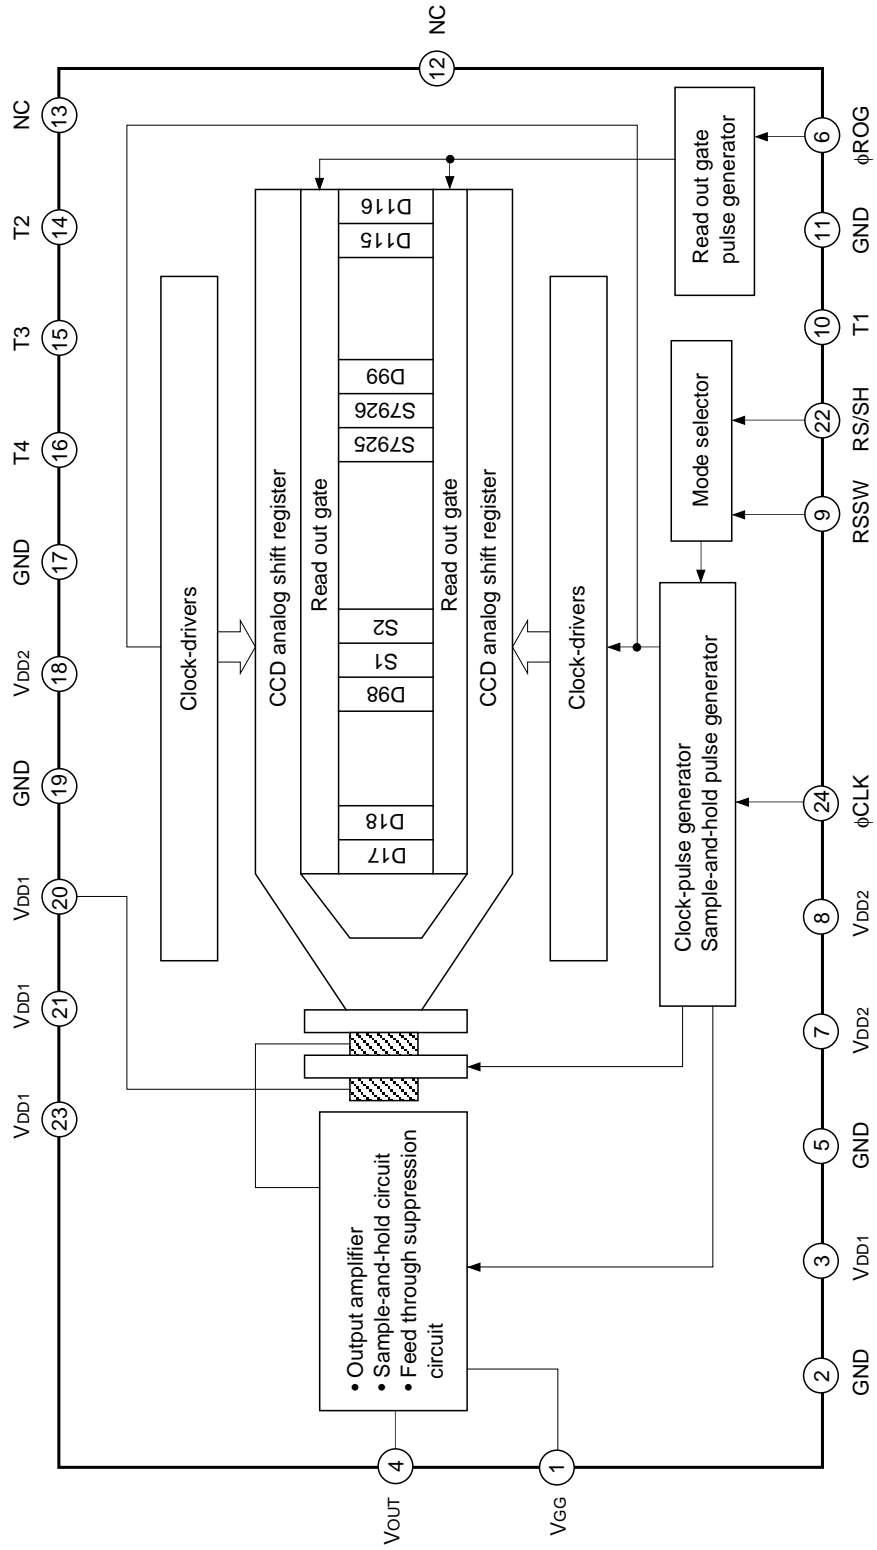 VOUT
4
VGG
1
VDD1
23
VDD1
21
VDD1
20
GND
19
VDD2
18
GND
17
T4
16
T3
15
T2
14
NC
13
NC
12
Clock-drivers
CCD analog shift register
Read out gate
D17
D18
D98
S1
S2
S7925
S7926
D99
D115
D116
Read out gate
CCD analog shift register
Clock-drivers
• Output amplifier
• Sample-and-hold circuit
• Feed through suppression
circuit
Clock-pulse generator
Sample-and-hold pulse generator
Mode selector
Read out gate
pulse generator
2
GND
3
VDD1
5
GND
7
VDD2
8
VDD2
24
ϕCLK
9
RSSW
22
RS/SH
10
T1
11
GND
6
ϕROG